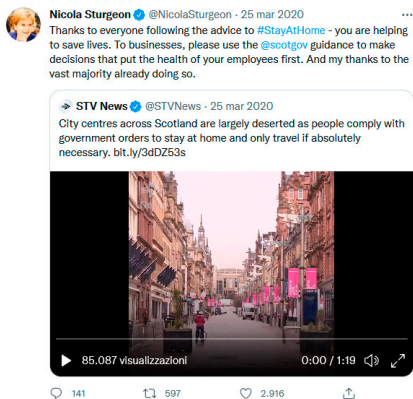 Nicola Sturgeon @NicolaSturgeon · 25 mar 2020
Thanks to everyone following the advice to #StayAtHome - you are helping
to save lives. To businesses, please use the @scotgov guidance to make
decisions that put the health of your employees first. And my thanks to the
vast majority already doing so.
STV News @STVNews · 25 mar 2020
City centres across Scotland are largely deserted as people comply with
government orders to stay at home and only travel if absolutely
necessary. bit.ly/3dDZ53s
85.087 visualizzazioni 0:00 / 1:19
141 597 2.916